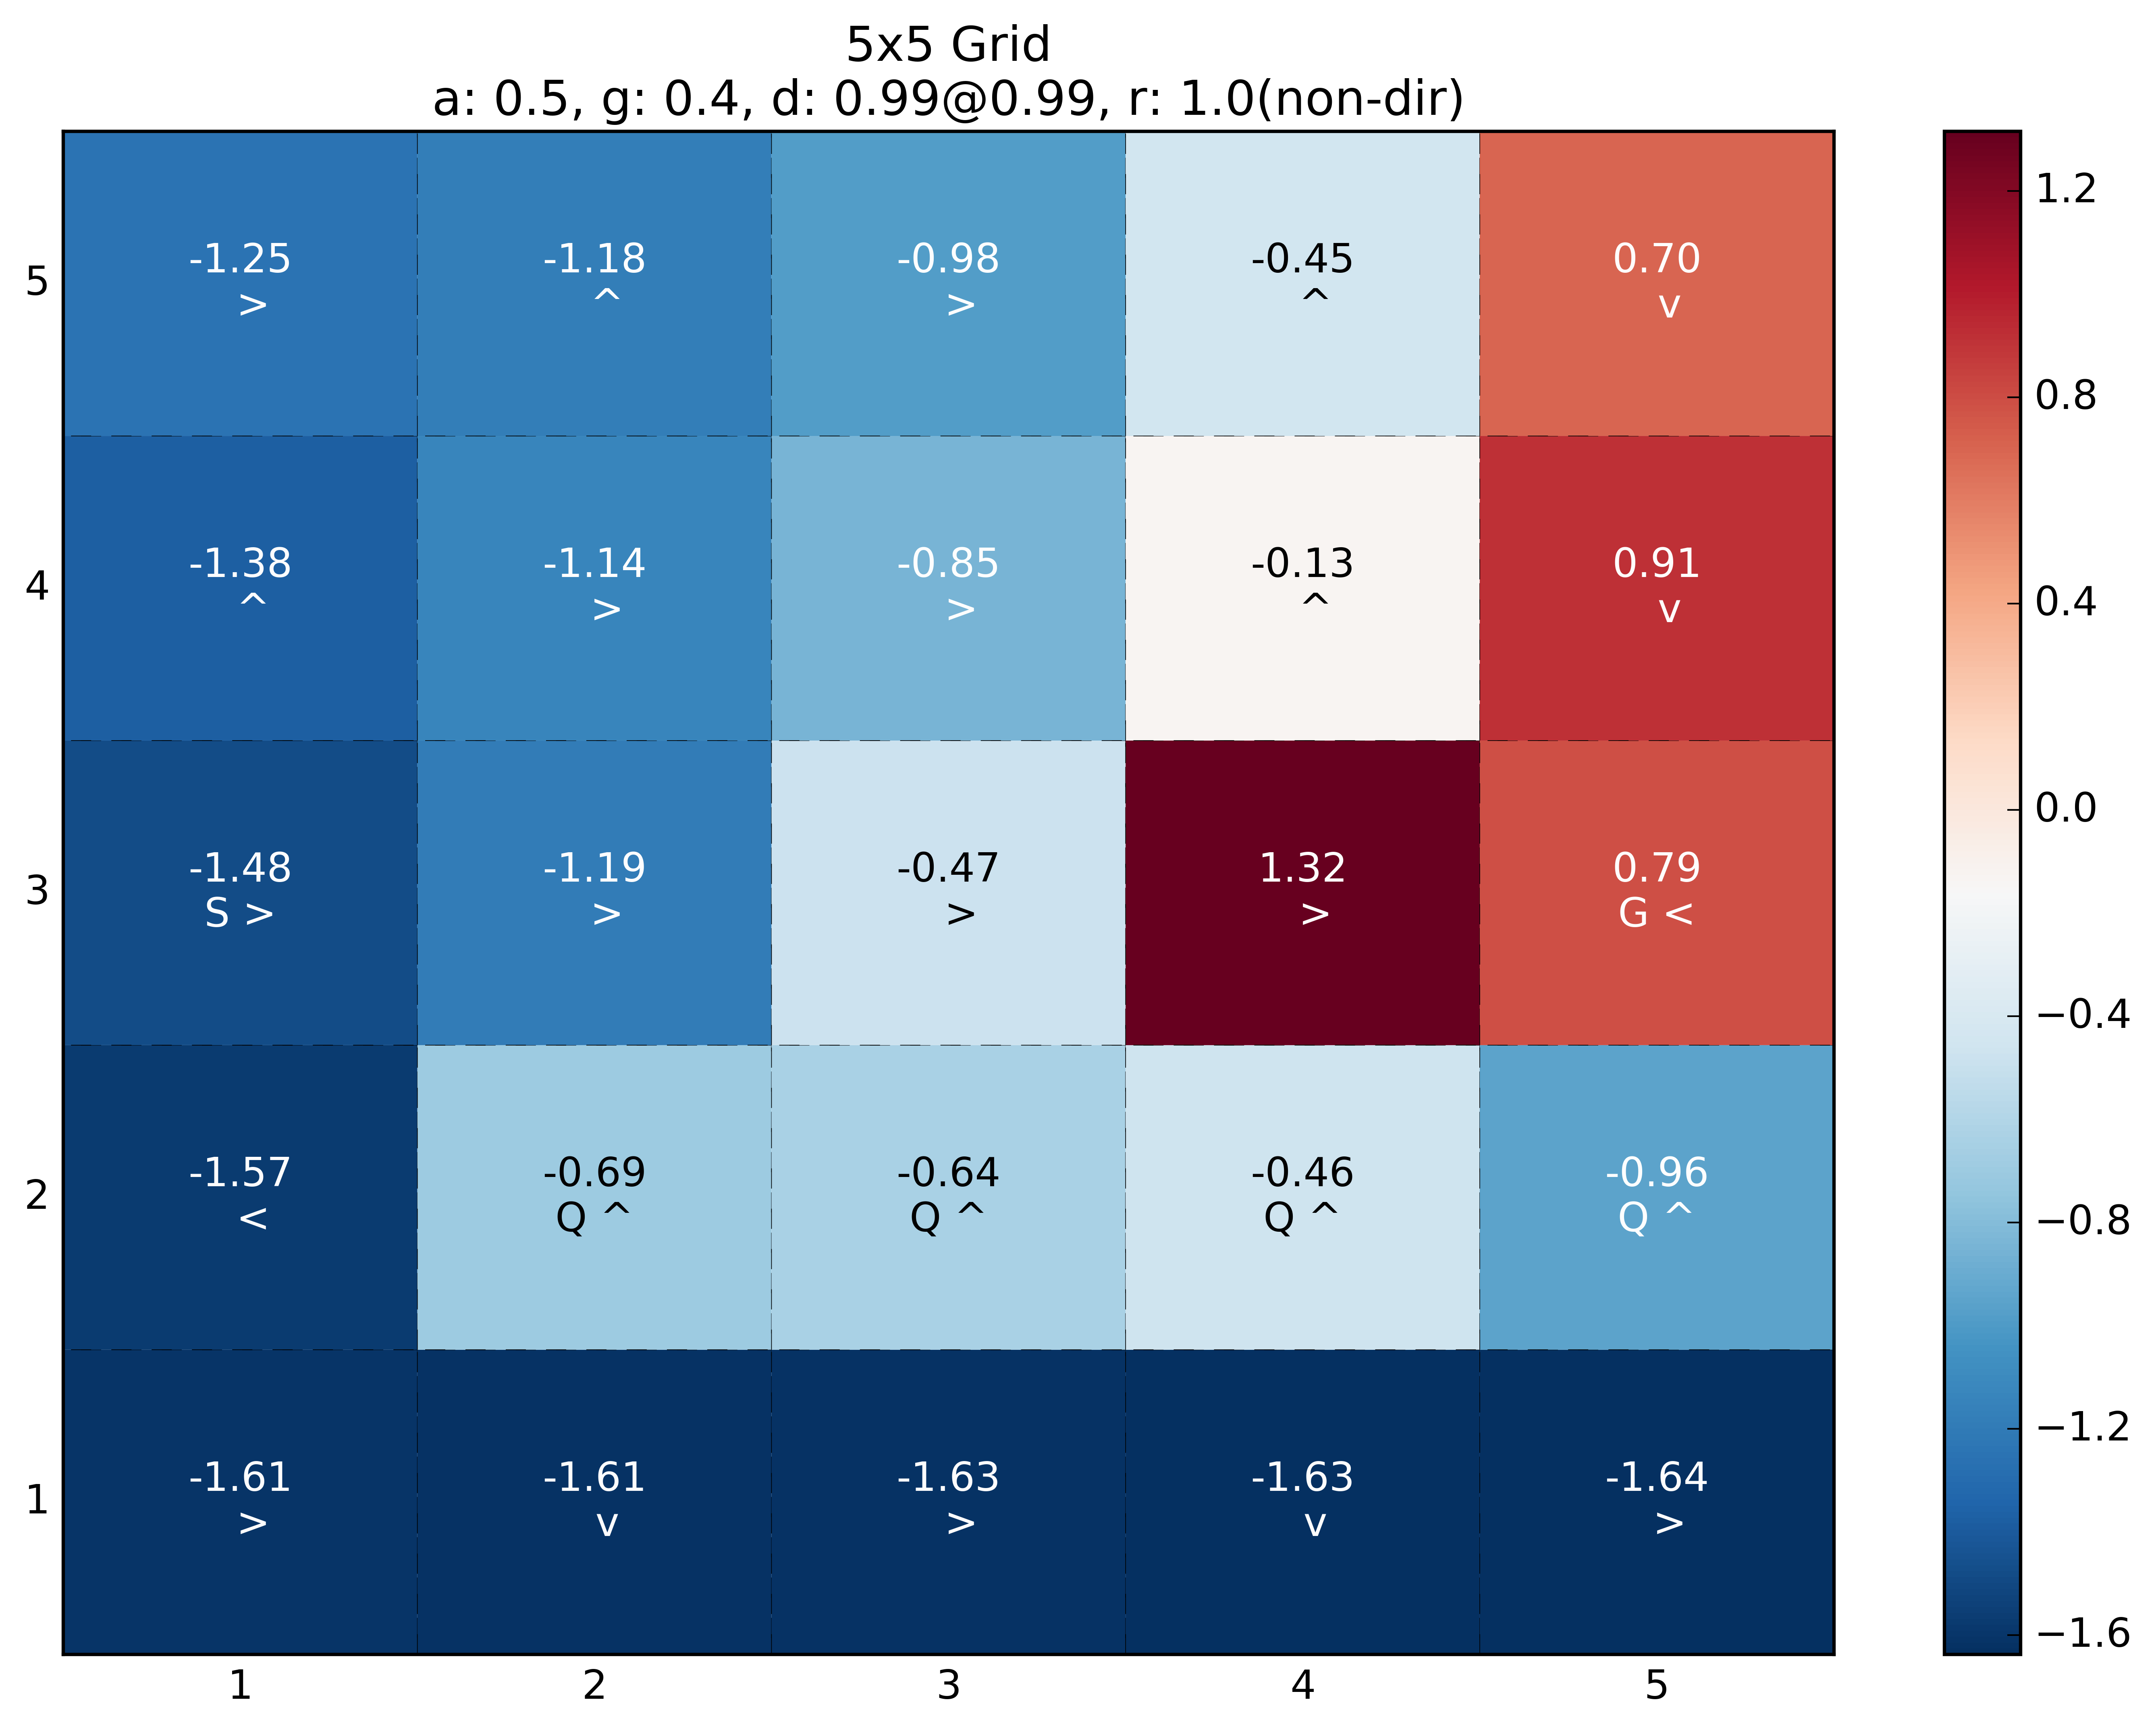 5x5 Grid
a: 0.5, g: 0.4, d: 0.99@0.99, r: 1.0(non-dir)
1.2
5 -1.25 -1.18 -0.98 -0.45 0.70
> ^ > ^ v
0.8
4 -1.38 -1.14 -0.85 -0.13 0.91
^ > > ^ v
0.4
0.0
3 -1.48 -1.19 -0.47 1.32 0.79
S > > > > G <
−0.4
2 -1.57 -0.69 -0.64 -0.46 -0.96
< Q ^ Q ^ Q ^ Q ^
−0.8
−1.2
1 -1.61 -1.61 -1.63 -1.63 -1.64
> v > v >
−1.6
1 2 3 4 5